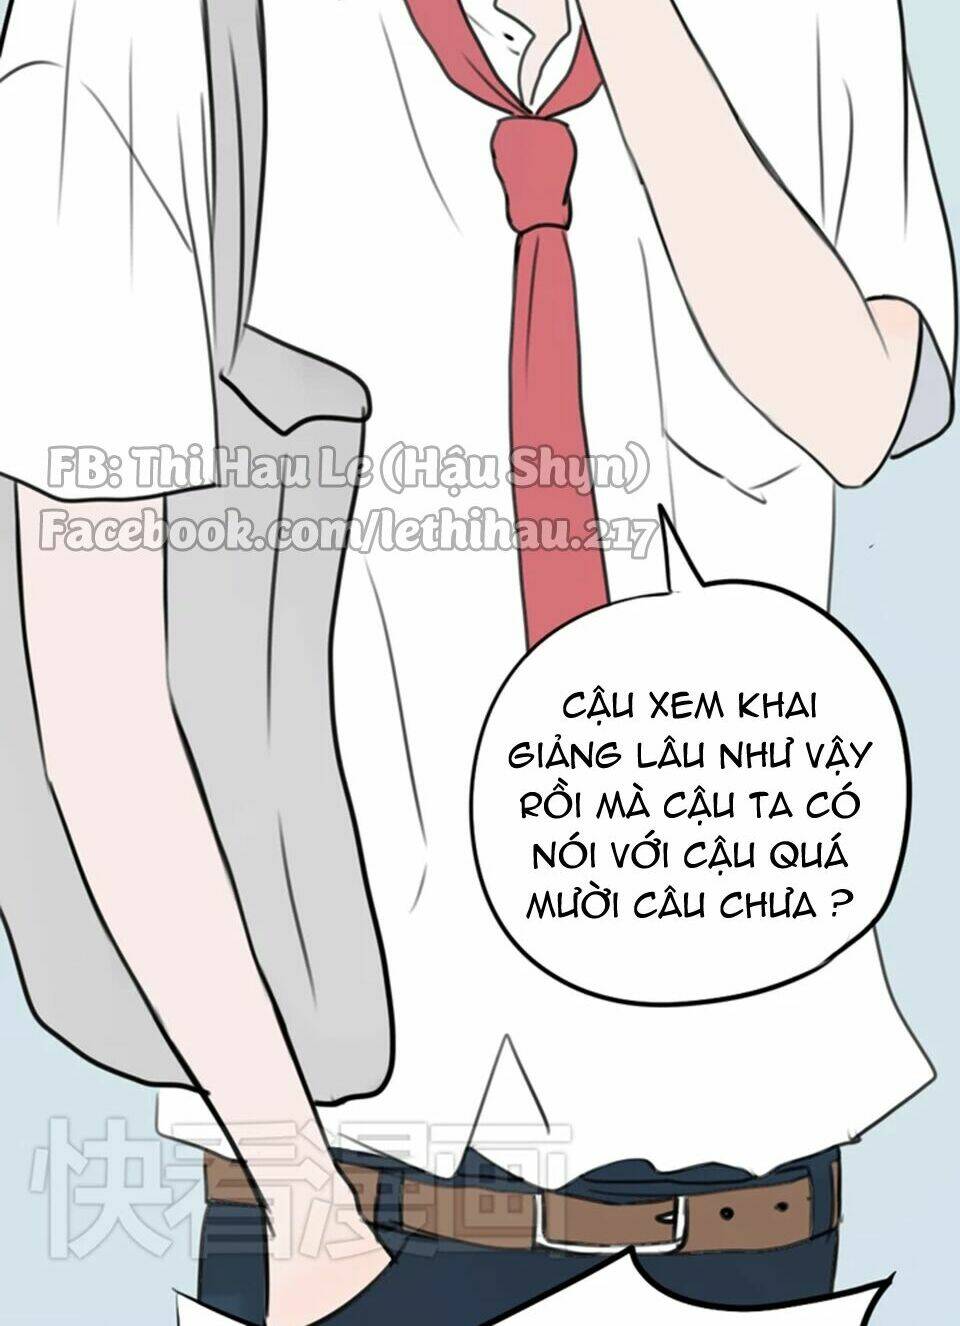 FB: Thi Hau Le (Hậu Shyn)
Facebook.com/lethihau.217
CẬU XEM KHAI
GIẢNG LÂU NHƯ VẬY
RỒI MÀ CẬU TA CÓ
NÓI VỚI CẬU QUÁ
MƯỜI CÂU CHƯA ?
快看漫画